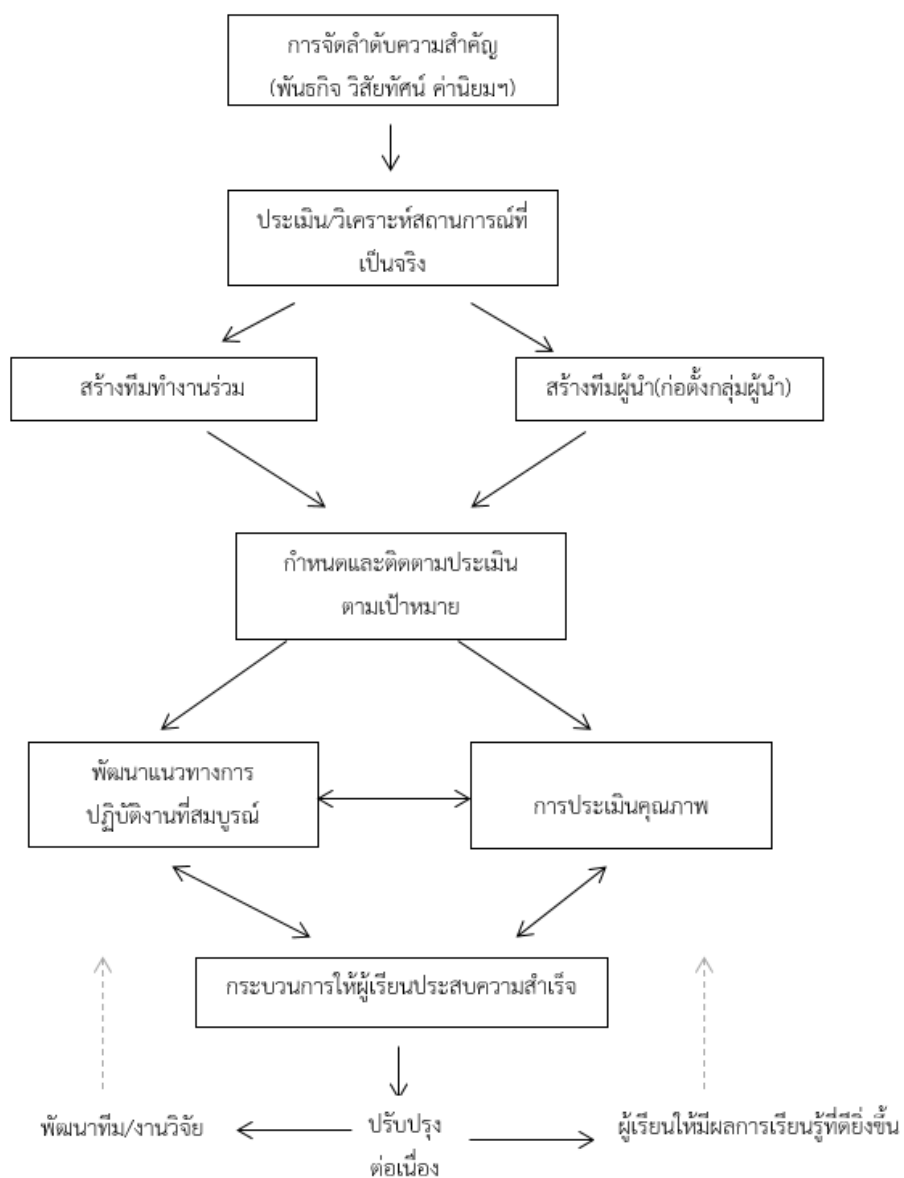 การจัดลำดับความสำคัญ
(พันธกิจ วิสัยทัศน์ ค่านิยมฯ)
ประเมิน/วิเคราะห์สถานการณ์ที่
เป็นจริง
สร้างทีมทำงานร่วม
สร้างทีมผู้นำ(ก่อตั้งกลุ่มผู้นำ)
กำหนดและติดตามประเมิน
ตามเป้าหมาย
พัฒนาแนวทางการ
ปฏิบัติงานที่สมบูรณ์
การประเมินคุณภาพ
กระบวนการให้ผู้เรียนประสบความสำเร็จ
พัฒนาทีม/งานวิจัย
ปรับปรุง
ต่อเนื่อง
ผู้เรียนให้มีผลการเรียนรู้ที่ดียิ่งขึ้น